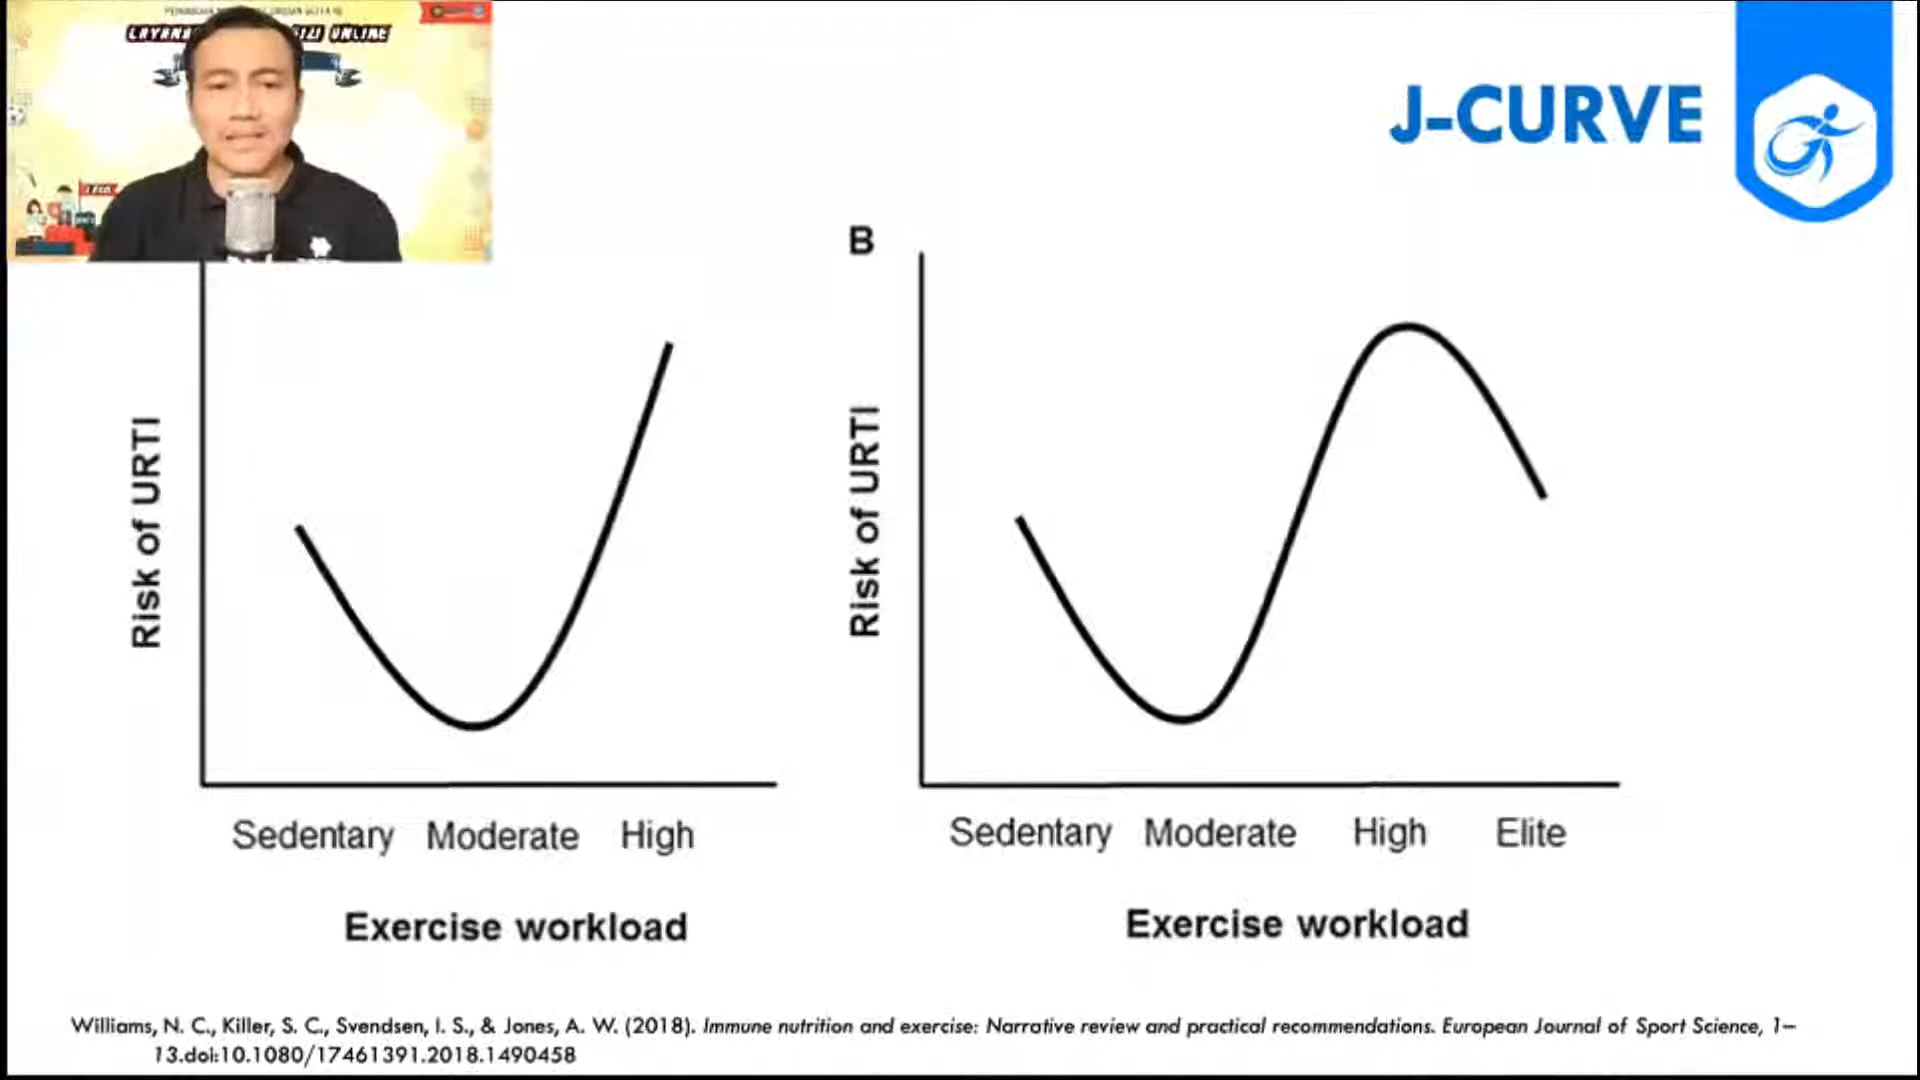 GIZI ONLINE
J-CURVE
B
Risk of URTI
Sedentary Moderate High
Exercise workload
Risk of URTI
Sedentary Moderate High Elite
Exercise workload
Williams, N. C., Killer, S. C., Svendsen, I. S., & Jones, A. W. (2018). Immune nutrition and exercise: Narrative review and practical recommendations. European Journal of Sport Science, 1–
13.doi:10.1080/17461391.2018.1490458